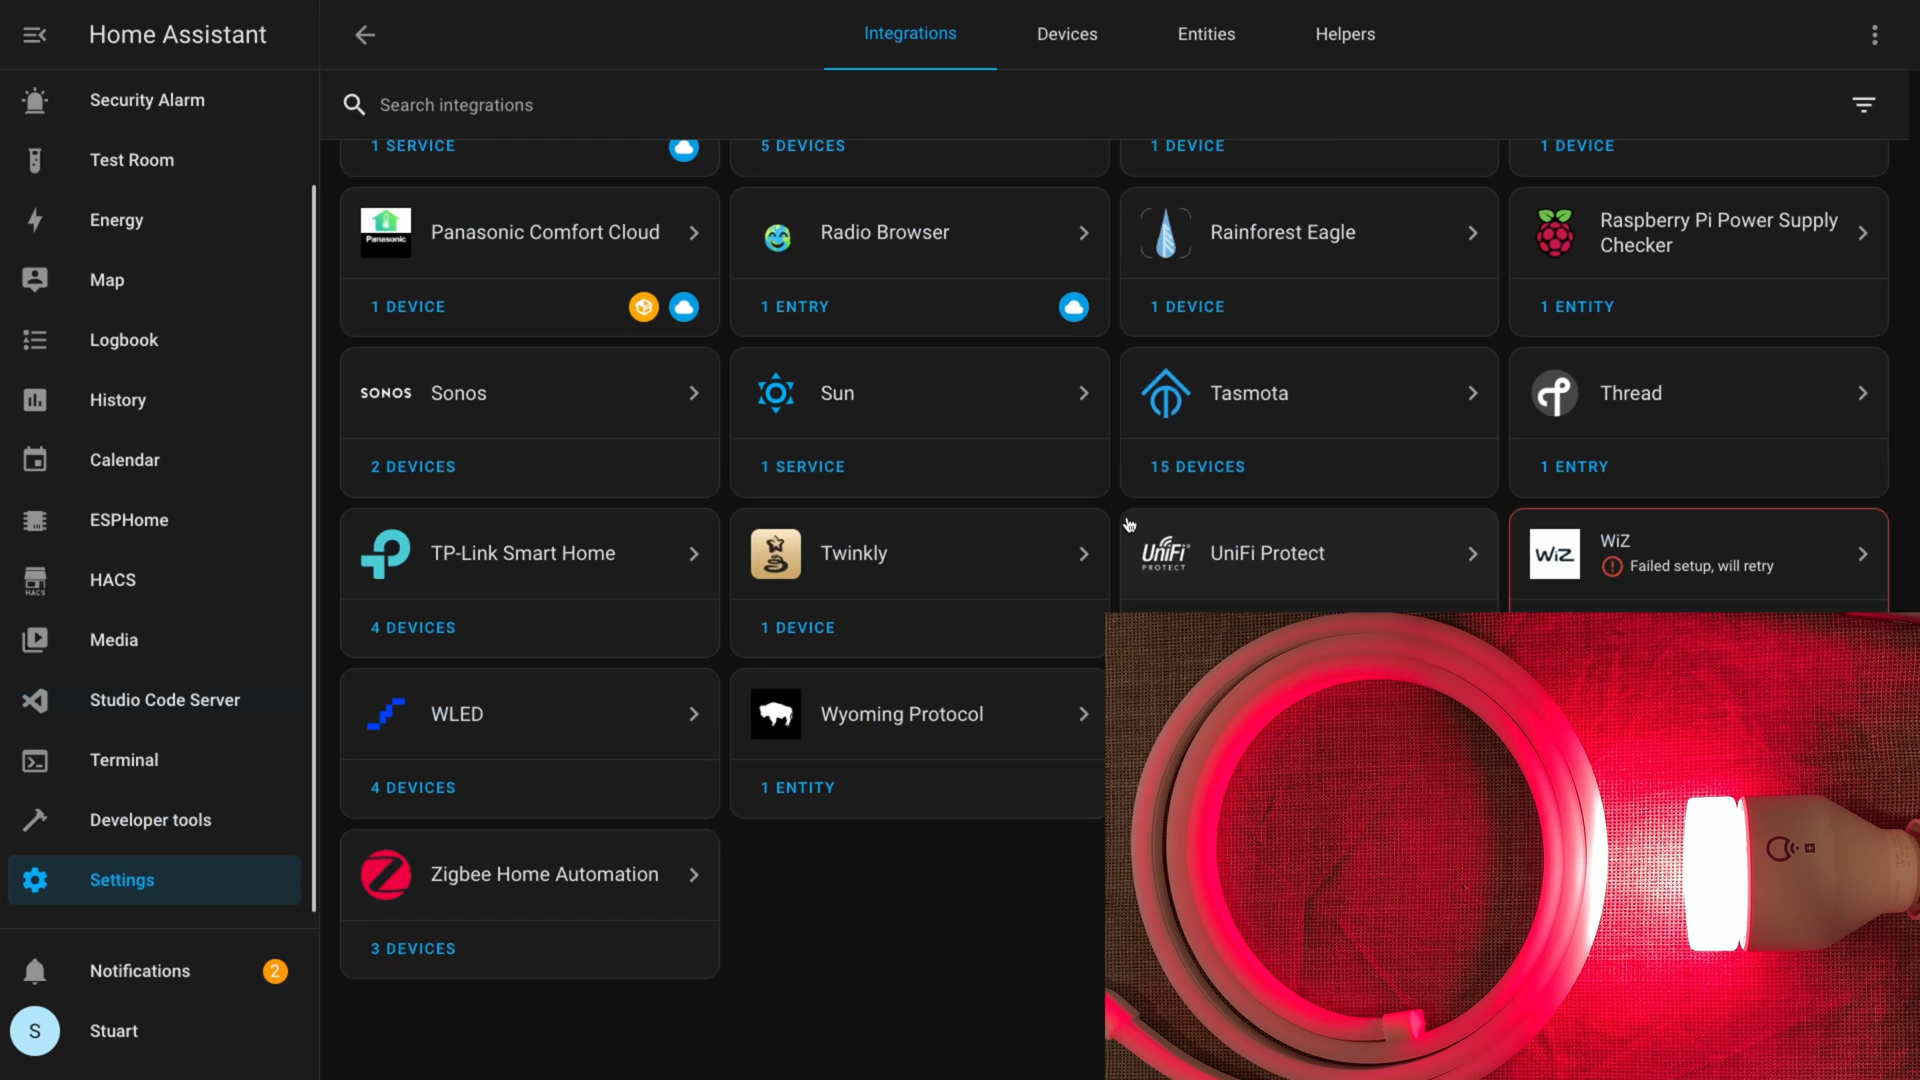 Home Assistant
Integrations
Devices
Entities
Helpers
Search integrations
Security Alarm
Test Room
Energy
Map
Logbook
History
Calendar
ESPHome
HACS
HACS
Media
Studio Code Server
Terminal
Developer tools
Settings
Notifications
2
S
Stuart
1 SERVICE
5 DEVICES
1 DEVICE
1 DEVICE
Panasonic
Panasonic Comfort Cloud
1 DEVICE
Radio Browser
1 ENTRY
Rainforest Eagle
1 DEVICE
Raspberry Pi Power Supply
Checker
1 ENTITY
SONOS
Sonos
2 DEVICES
Sun
1 SERVICE
Tasmota
15 DEVICES
Thread
1 ENTRY
TP-Link Smart Home
4 DEVICES
Twinkly
1 DEVICE
UniFi
PROTECT
UniFi Protect
WiZ
WiZ
Failed setup, will retry
WLED
4 DEVICES
Wyoming Protocol
1 ENTITY
Zigbee Home Automation
3 DEVICES